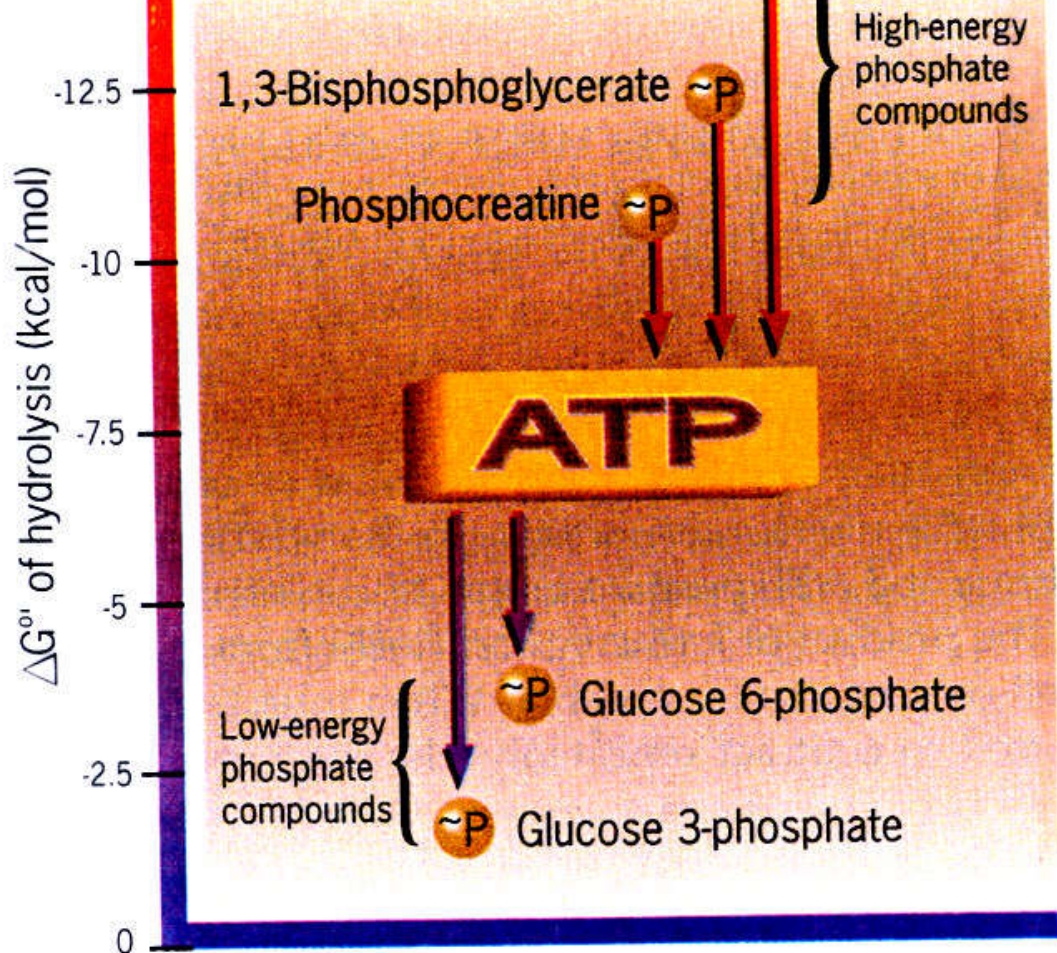 High-energy
phosphate
compounds
-12.5
1,3-Bisphosphoglycerate
~P
Phosphocreatine
~P
-10
ΔG°' of hydrolysis (kcal/mol)
ATP
-7.5
-5
~P
Glucose 6-phosphate
Low-energy
phosphate
compounds
-2.5
~P
Glucose 3-phosphate
0